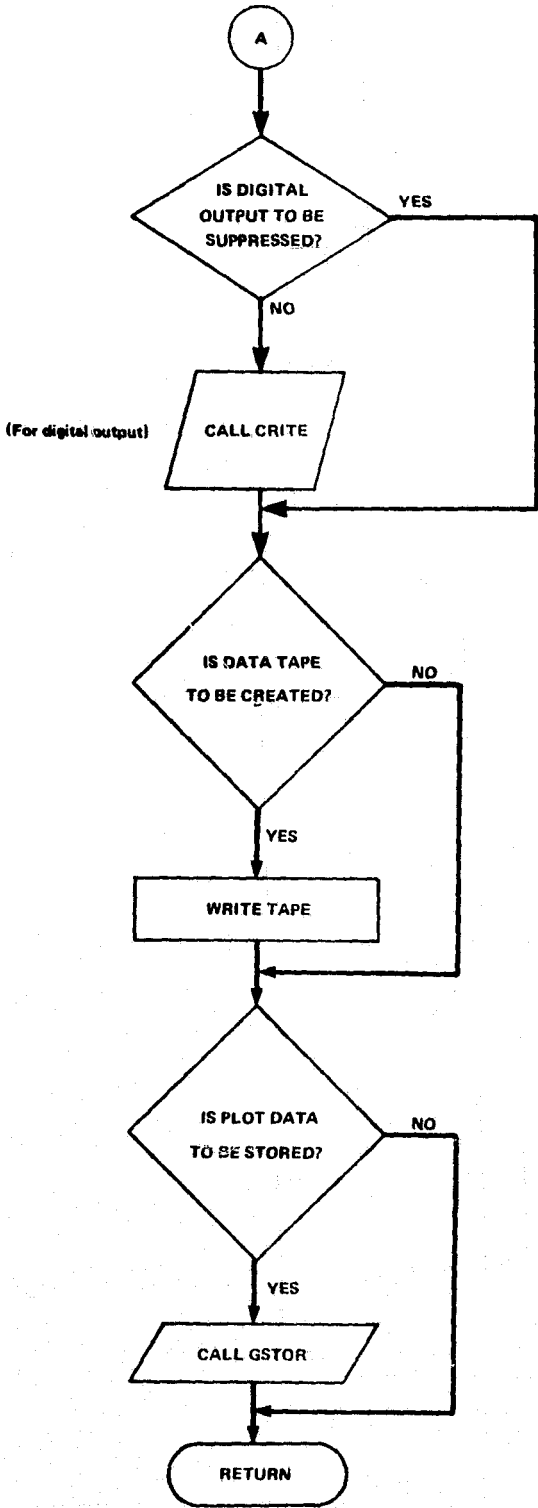 A
IS DIGITAL
OUTPUT TO BE
SUPPRESSED?
YES
NO
(For digital output)
CALL CRITE
IS DATA TAPE
TO BE CREATED?
NO
YES
WRITE TAPE
IS PLOT DATA
TO BE STORED?
NO
YES
CALL GSTOR
RETURN